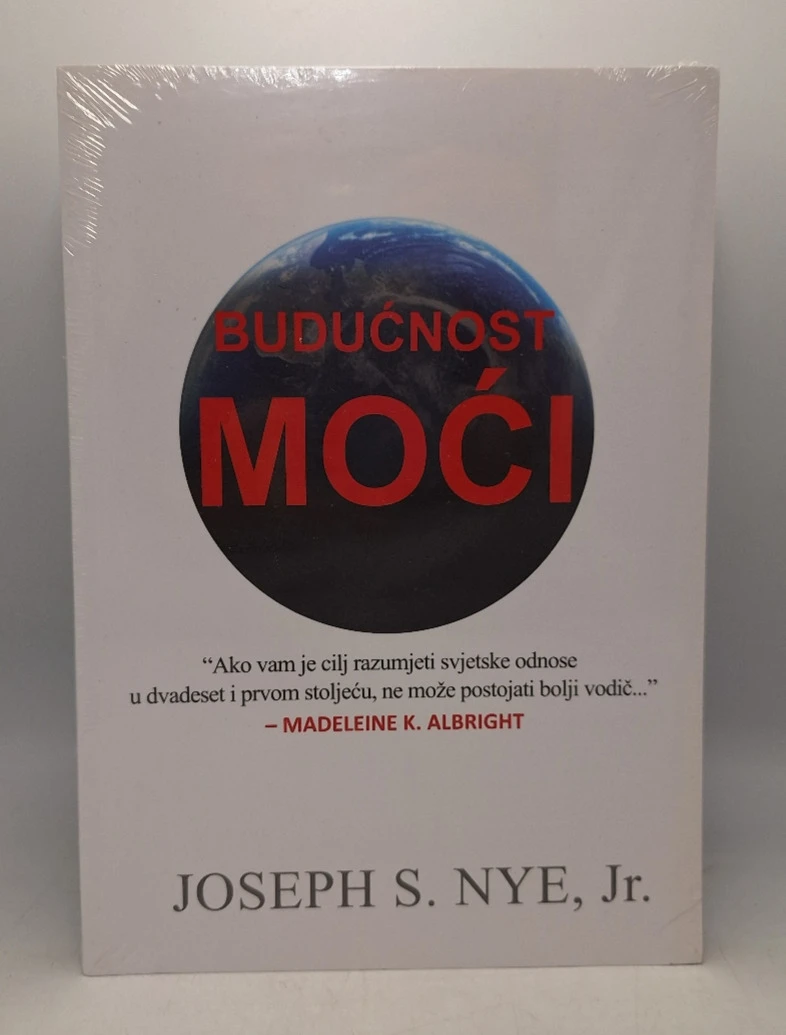 BUDUĆNOST
MOĆI
“Ako vam je cilj razumjeti svjetske odnose
u dvadeset i prvom stoljeću, ne može postojati bolji vodič...”
– MADELEINE K. ALBRIGHT
JOSEPH S. NYE, Jr.